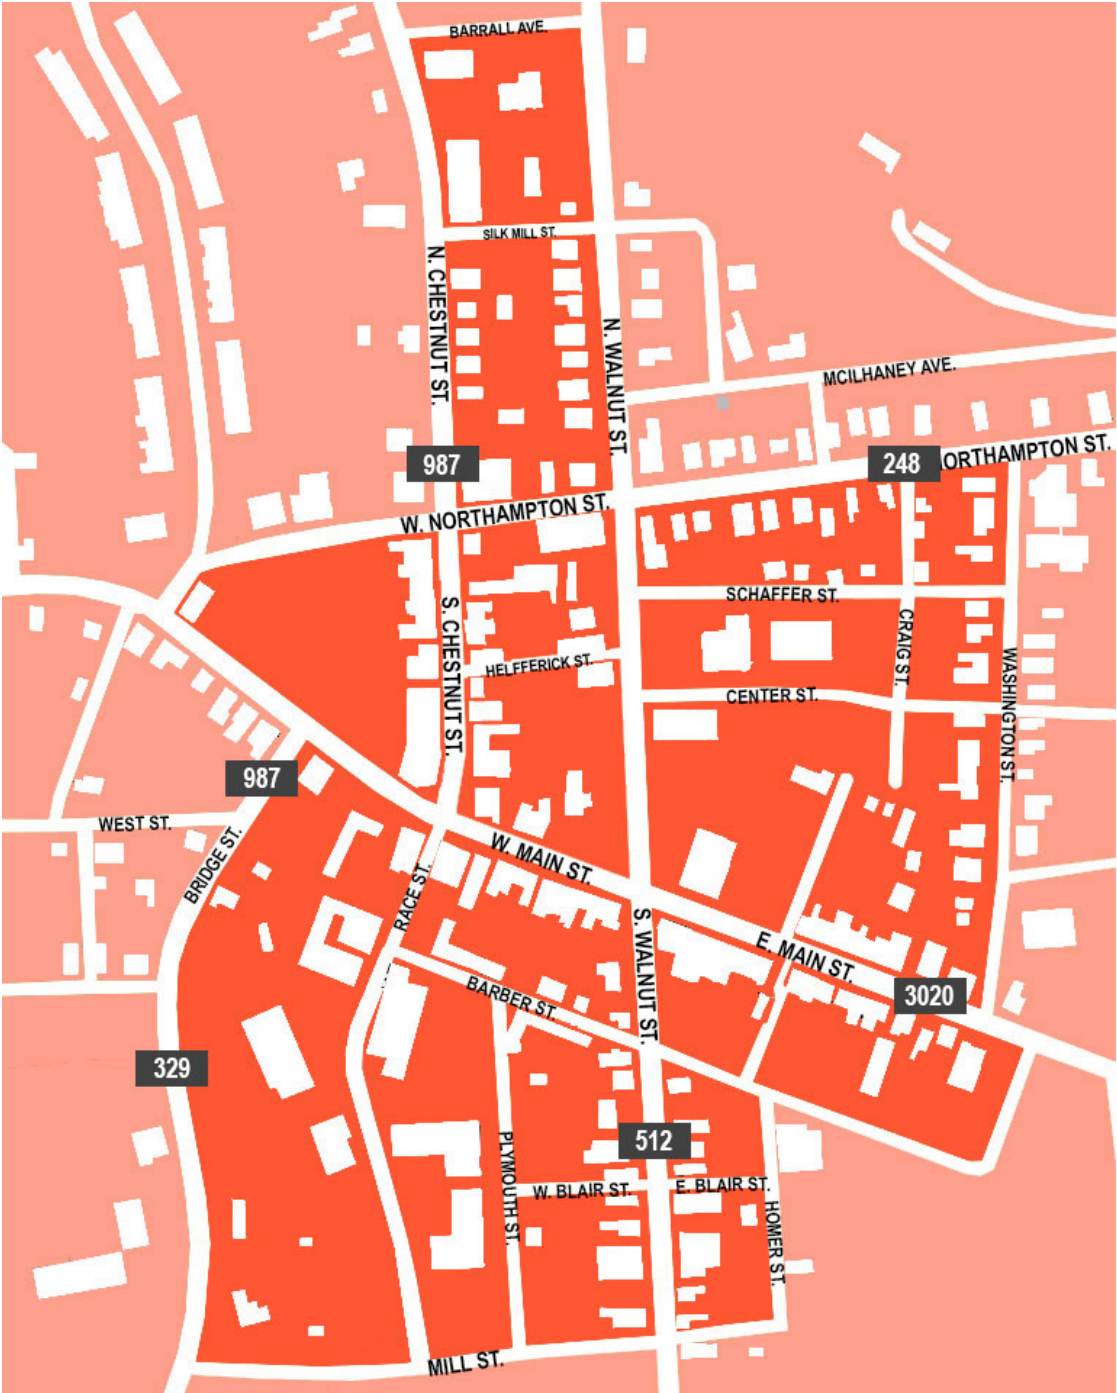 BARRALL AVE.
SILK MILL ST.
N. CHESTNUT ST.
N. WALNUT ST.
MCILHANEY AVE.
987
248
ORTHAMPTON ST.
W. NORTHAMPTON ST.
SCHAFFER ST.
S. CHESTNUT ST.
HELFFERICK ST.
CRAIG ST.
WASHINGTON ST.
CENTER ST.
987
WEST ST.
BRIDGE ST.
W. MAIN ST.
RACE ST.
S. WALNUT ST.
E. MAIN ST.
3020
BARBER ST.
329
512
PLYMOUTH ST.
W. BLAIR ST.
E. BLAIR ST.
HOMER ST.
MILL ST.